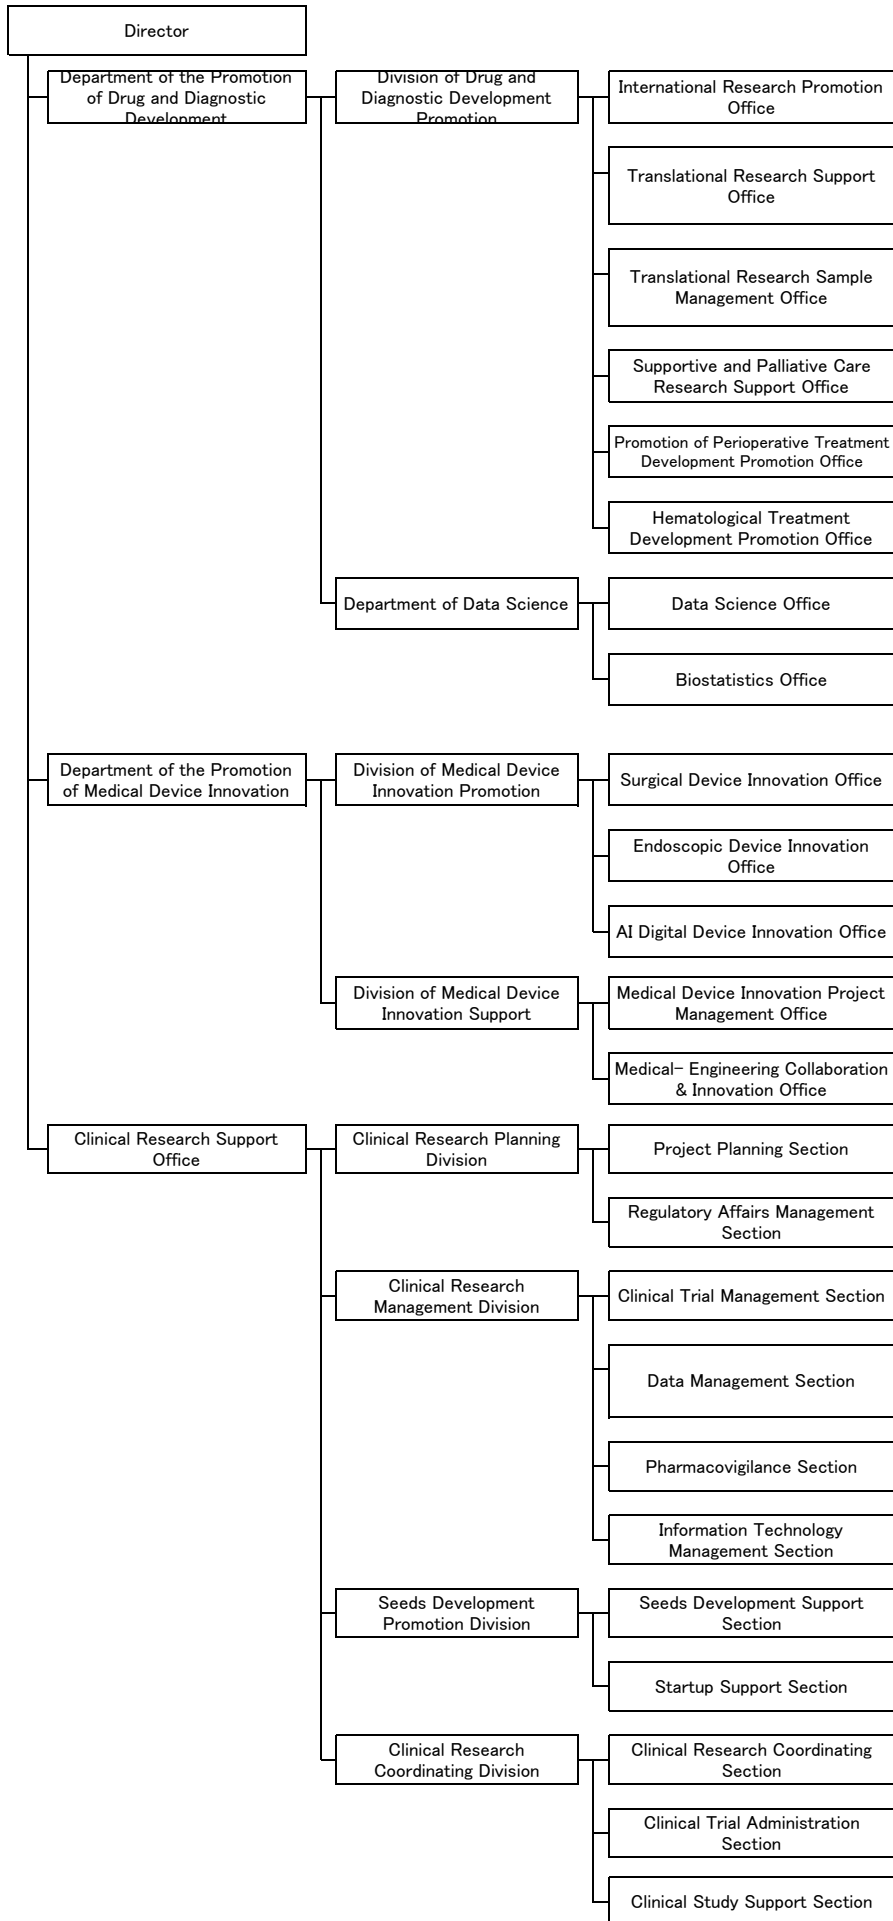 Director
Department of the Promotion
of Drug and Diagnostic
Development
Division of Drug and
Diagnostic Development
Promotion
International Research Promotion
Office
Translational Research Support
Office
Translational Research Sample
Management Office
Supportive and Palliative Care
Research Support Office
Promotion of Perioperative Treatment
Development Promotion Office
Hematological Treatment
Development Promotion Office
Department of Data Science
Data Science Office
Biostatistics Office
Department of the Promotion
of Medical Device Innovation
Division of Medical Device
Innovation Promotion
Surgical Device Innovation Office
Endoscopic Device Innovation
Office
AI Digital Device Innovation Office
Division of Medical Device
Innovation Support
Medical Device Innovation Project
Management Office
Medical- Engineering Collaboration
& Innovation Office
Clinical Research Support
Office
Clinical Research Planning
Division
Project Planning Section
Regulatory Affairs Management
Section
Clinical Research
Management Division
Clinical Trial Management Section
Data Management Section
Pharmacovigilance Section
Information Technology
Management Section
Seeds Development
Promotion Division
Seeds Development Support
Section
Startup Support Section
Clinical Research
Coordinating Division
Clinical Research Coordinating
Section
Clinical Trial Administration
Section
Clinical Study Support Section